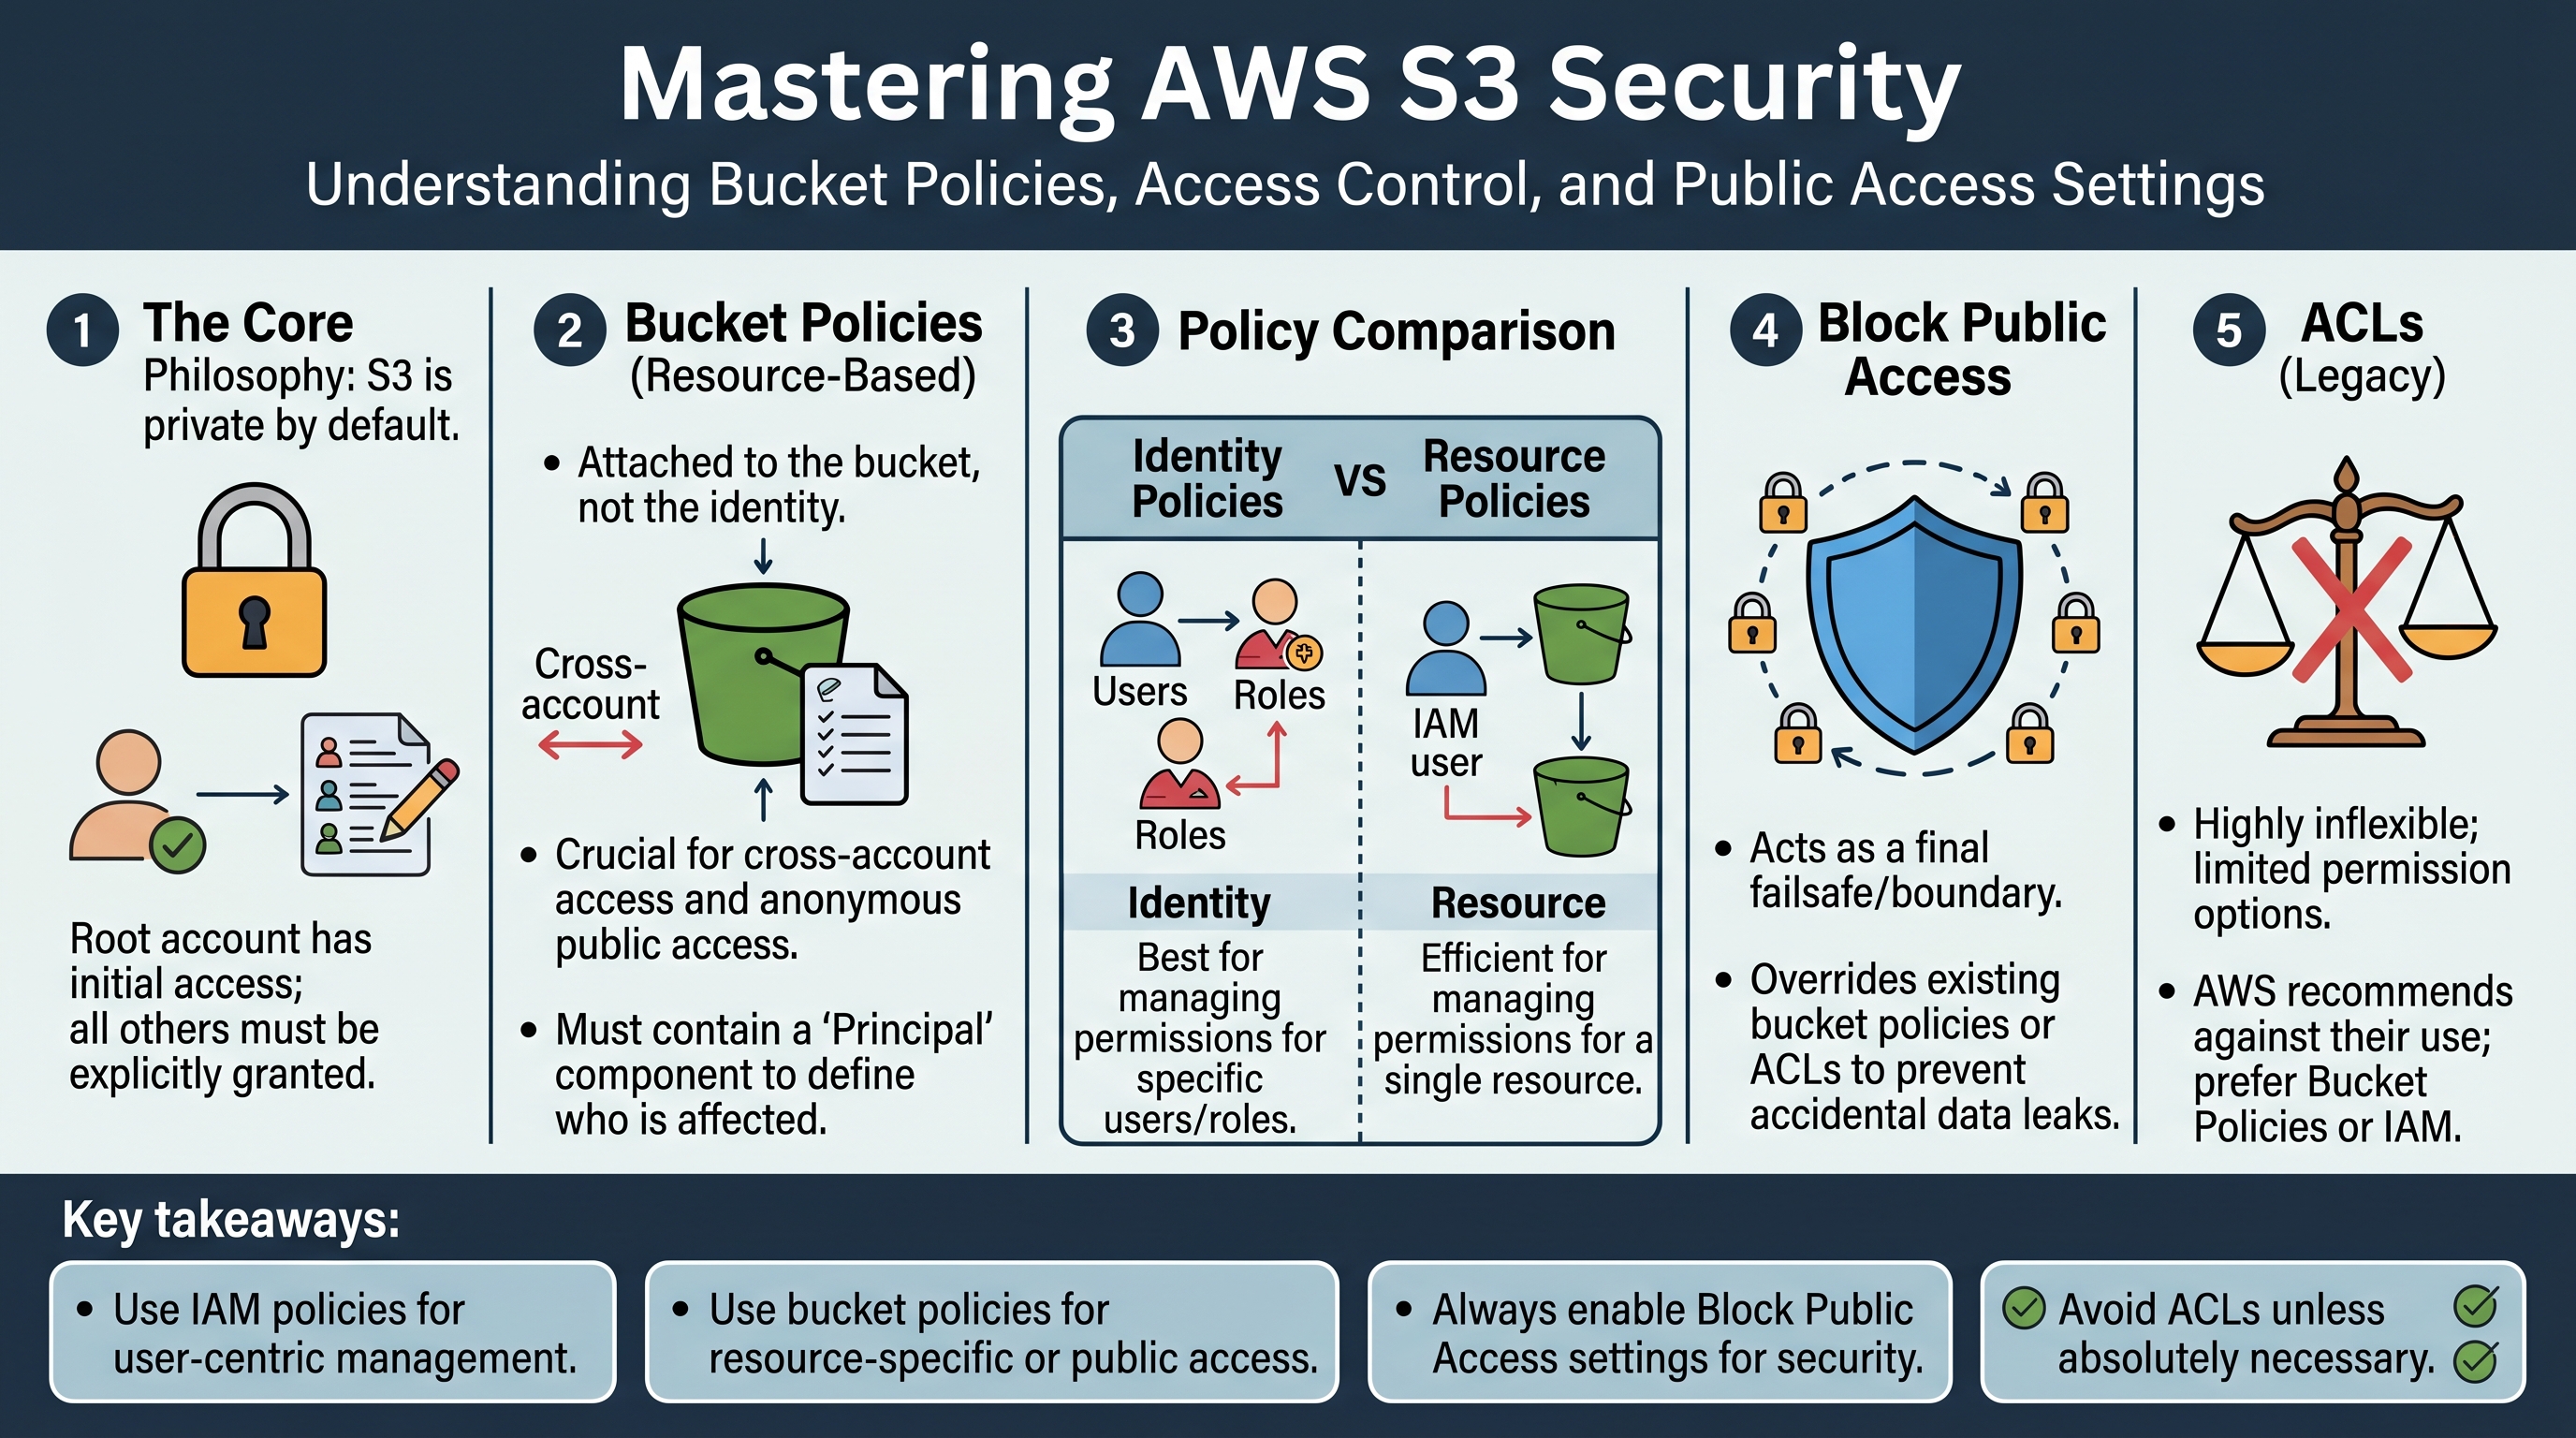 Mastering AWS S3 Security
Understanding Bucket Policies, Access Control, and Public Access Settings
1
The Core
Philosophy: S3 is
private by default.
Root account has
initial access;
all others must be
explicitly granted.
2
Bucket Policies
(Resource-Based)
• Attached to the bucket,
not the identity.
Cross-
account
• Crucial for cross-account
access and anonymous
public access.
• Must contain a ‘Principal’
component to define
who is affected.
3
Policy Comparison
Identity
Policies
VS
Resource
Policies
Users
Roles
Roles
IAM
user
Identity
Best for
managing
permissions for
specific
users/roles.
Resource
Efficient for
managing
permissions for a
single resource.
4
Block Public
Access
• Acts as a final
failsafe/boundary.
• Overrides existing
bucket policies or
ACLs to prevent
accidental data leaks.
5
ACLs
(Legacy)
• Highly inflexible;
limited permission
options.
• AWS recommends
against their use;
prefer Bucket
Policies or IAM.
Key takeaways:
• Use IAM policies for
user-centric management.
• Use bucket policies for
resource-specific or public access.
• Always enable Block Public
Access settings for security.
Avoid ACLs unless
absolutely necessary.